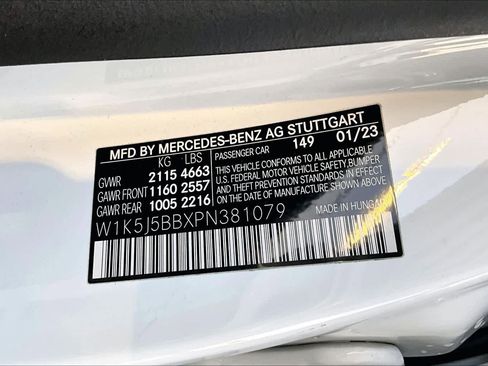 MFD BY MERCEDES-BENZ AG STUTTGART
KG LBS PASSENGER CAR 149 01/23
GVWR 2115 4663
GAWR FRONT 1160 2557
GAWR REAR 1005 2216
THIS VEHICLE CONFORMS TO ALL APPLICABLE
U.S. FEDERAL MOTOR VEHICLE SAFETY,BUMPER,
AND THEFT PREVENTION STANDARDS IN EFFECT
ON THE DATE OF MANUFACTURE SHOWN ABOVE.
W1K5J5BBXPN381079
MADE IN HUNGARY